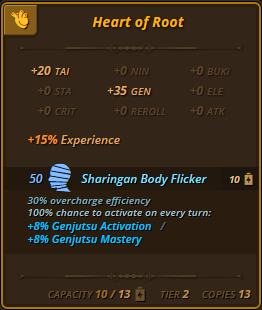 Heart of Root
+20 TAI +0 NIN +0 BUKI
+0 STA +35 GEN +0 ELE
+0 CRIT +0 REROLL +0 ATK
+15% Experience
50 Sharingan Body Flicker 10
30% overcharge efficiency
100% chance to activate on every turn:
+8% Genjutsu Activation /
+8% Genjutsu Mastery
CAPACITY 10 / 13 TIER 2 COPIES 13